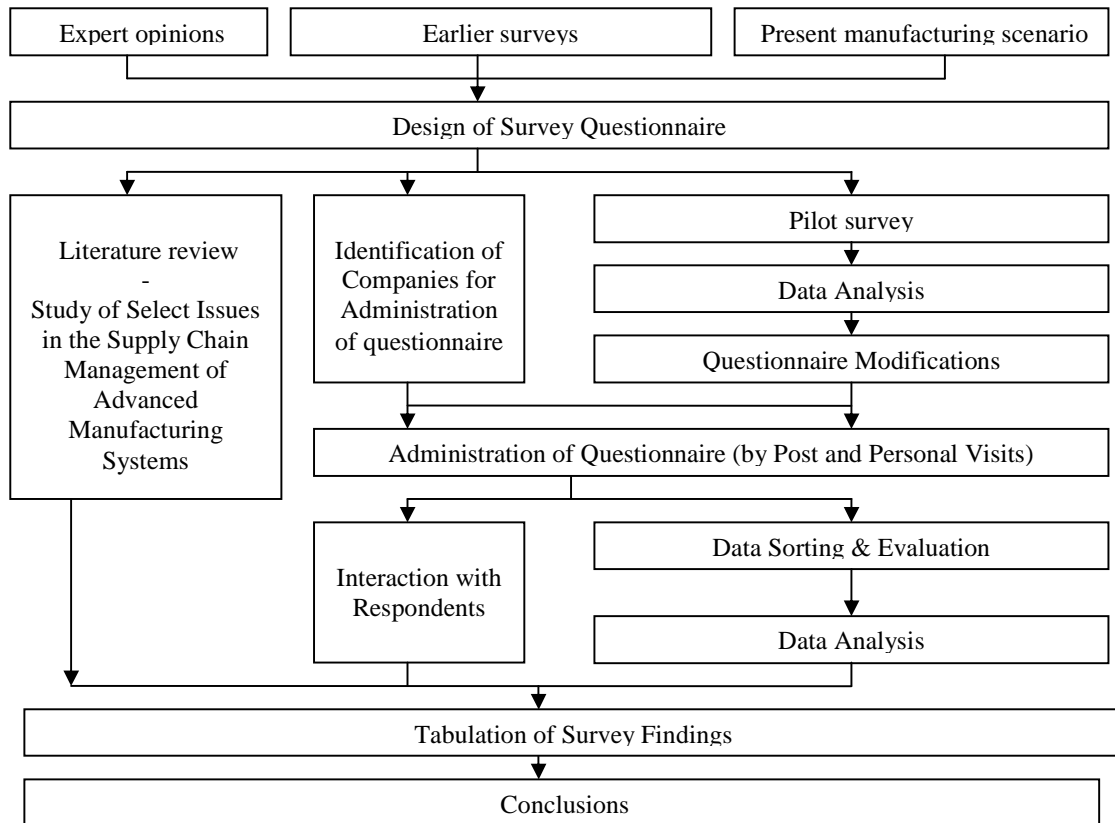 Expert opinions
Earlier surveys
Present manufacturing scenario
Design of Survey Questionnaire
Literature review
-
Study of Select Issues
in the Supply Chain
Management of
Advanced
Manufacturing
Systems
Identification of
Companies for
Administration
of questionnaire
Pilot survey
Data Analysis
Questionnaire Modifications
Administration of Questionnaire (by Post and Personal Visits)
Interaction with
Respondents
Data Sorting & Evaluation
Data Analysis
Tabulation of Survey Findings
Conclusions